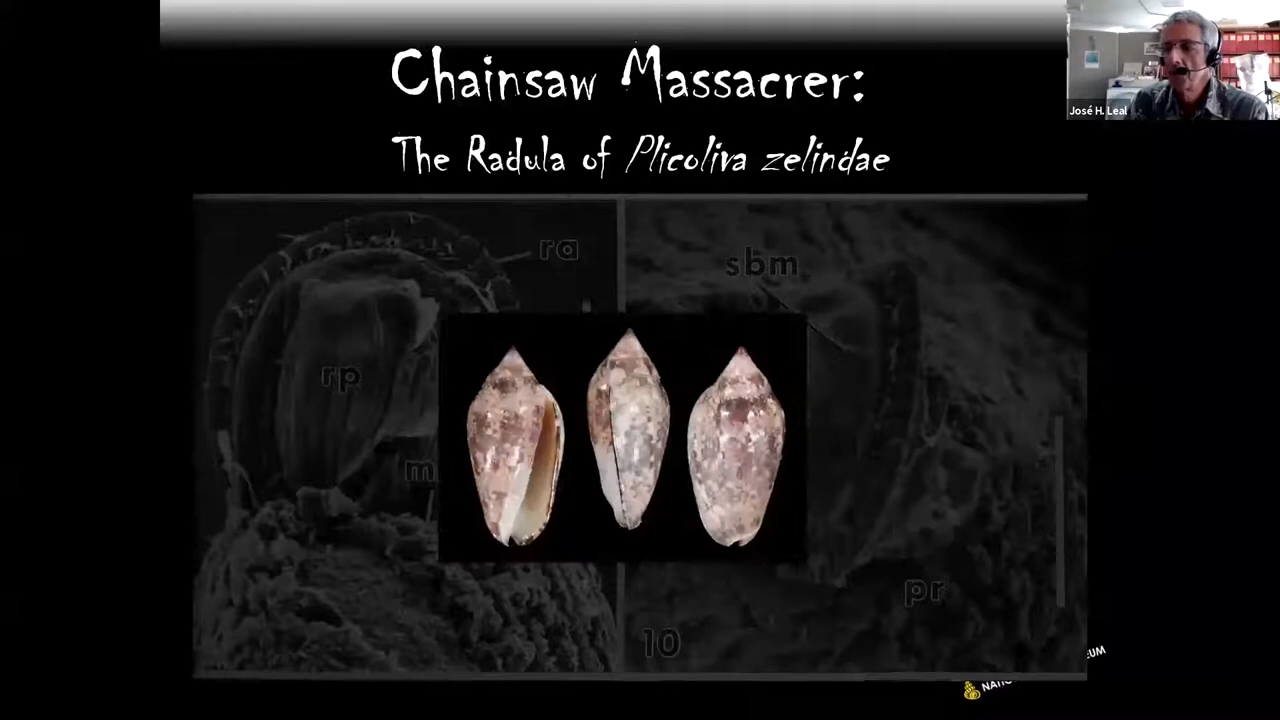 Chainsaw Massacrer:
The Radula of Plicoliva zelindae
José H. Leal
ra
sbm
rp
m
pr
10